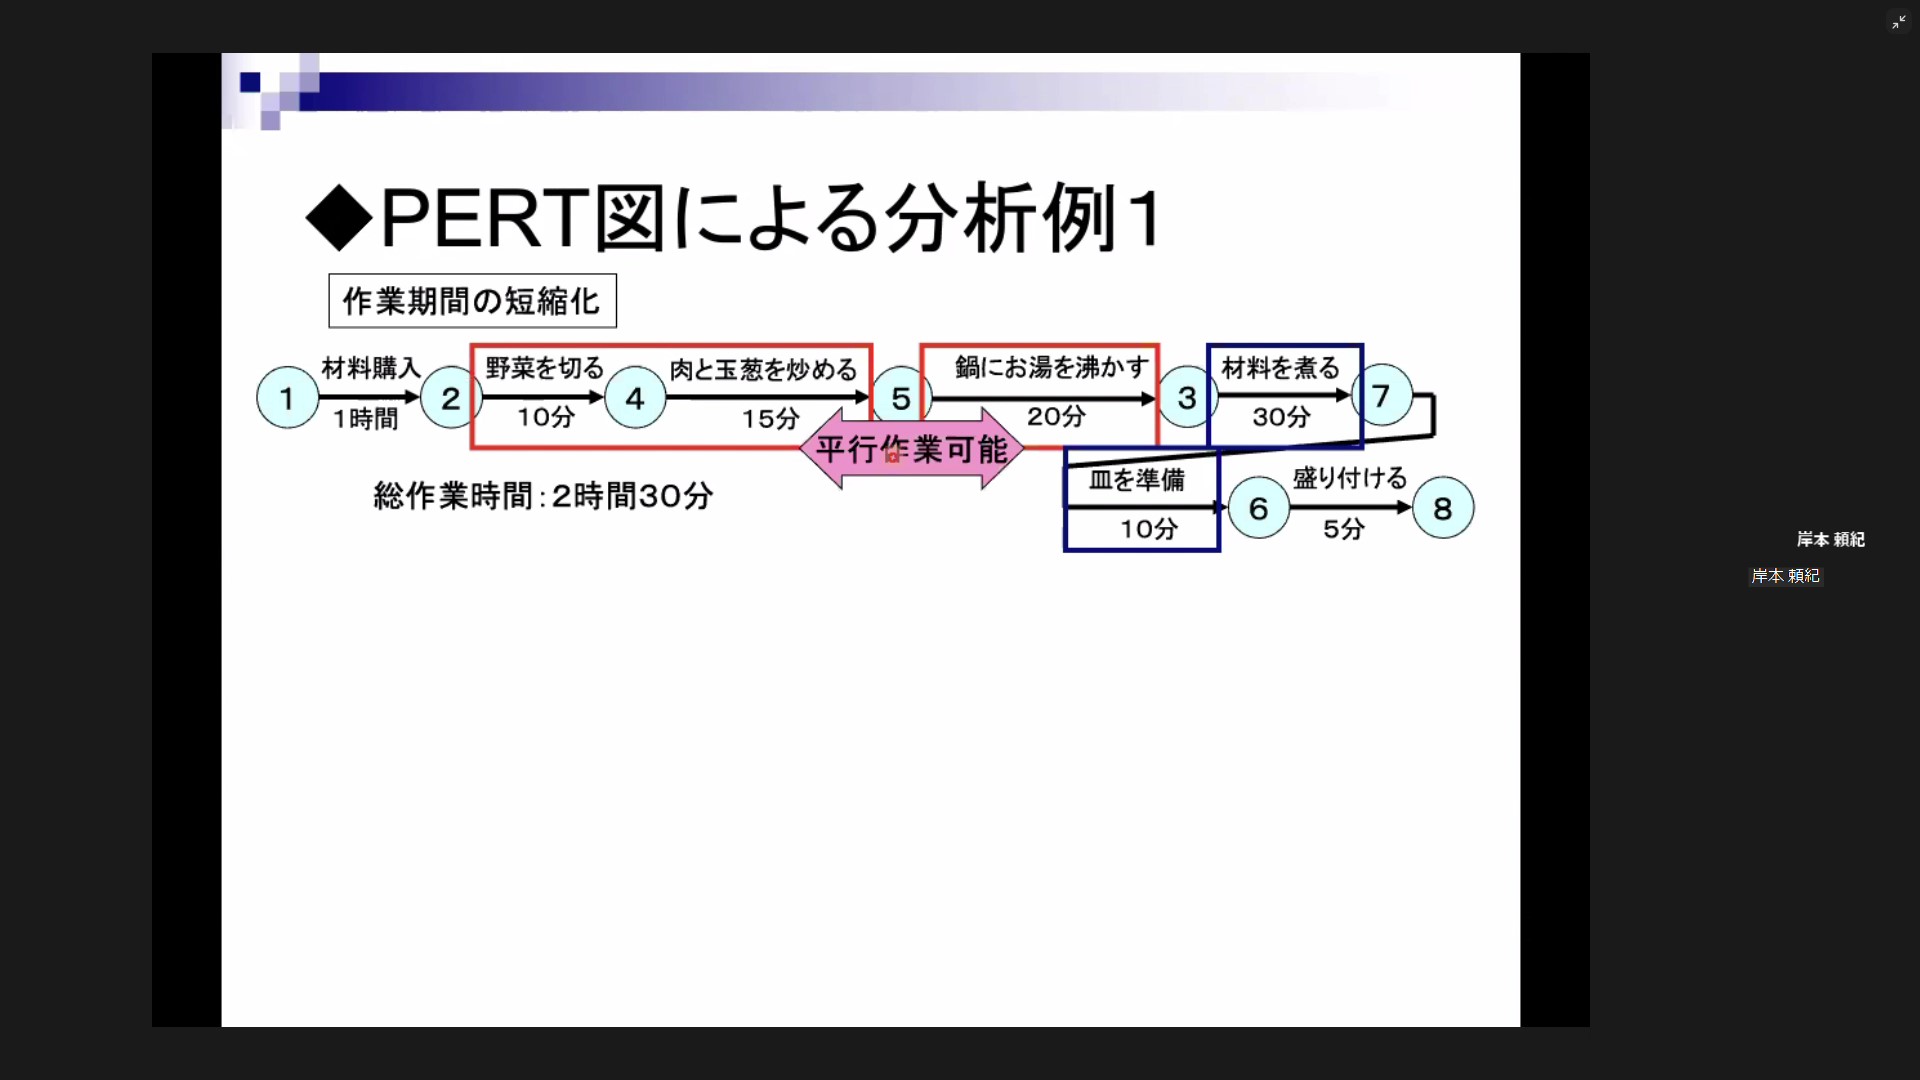 ◆PERT図による分析例１
作業期間の短縮化
材料購入 野菜を切る 肉と玉葱を炒める 鍋にお湯を沸かす 材料を煮る
1 2 4 5 3 7
1時間 10分 15分 20分 30分
平行作業可能
皿を準備 盛り付ける
総作業時間：2時間30分
6 8
10分 5分
岸本 頼紀
岸本 頼紀